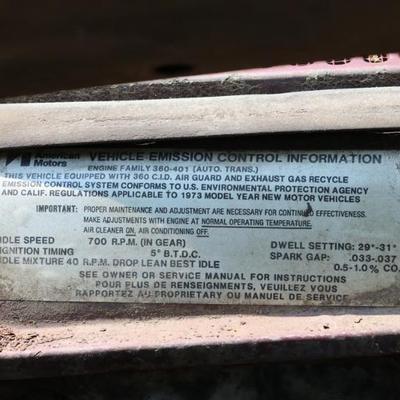 VEHICLE EMISSION CONTROL INFORMATION
Motors
ENGINE FAMILY 360-401 (AUTO. TRANS.)
THIS VEHICLE EQUIPPED WITH 360 C.I.D. AIR GUARD AND EXHAUST GAS RECYCLE
EMISSION CONTROL SYSTEM CONFORMS TO U.S. ENVIRONMENTAL PROTECTION AGENCY
AND CALIF. REGULATIONS APPLICABLE TO 1973 MODEL YEAR NEW MOTOR VEHICLES
IMPORTANT: PROPER MAINTENANCE AND ADJUSTMENT ARE NECESSARY FOR CONTINUED EFFECTIVENESS.
MAKE ADJUSTMENTS WITH ENGINE AT NORMAL OPERATING TEMPERATURE,
AIR CLEANER ON, AIR CONDITIONING OFF.
IDLE SPEED 700 R.P.M. (IN GEAR) DWELL SETTING: 29°-31°
IGNITION TIMING 5° B.T.D.C. SPARK GAP: .033-.037
IDLE MIXTURE 40 R.P.M. DROP LEAN BEST IDLE 0.5-1.0% CO.
SEE OWNER OR SERVICE MANUAL FOR INSTRUCTIONS
POUR PLUS DE RENSEIGNEMENTS, VEUILLEZ VOUS
RAPPORTER AU PROPRIETARY OU MANUEL DE SERVICE